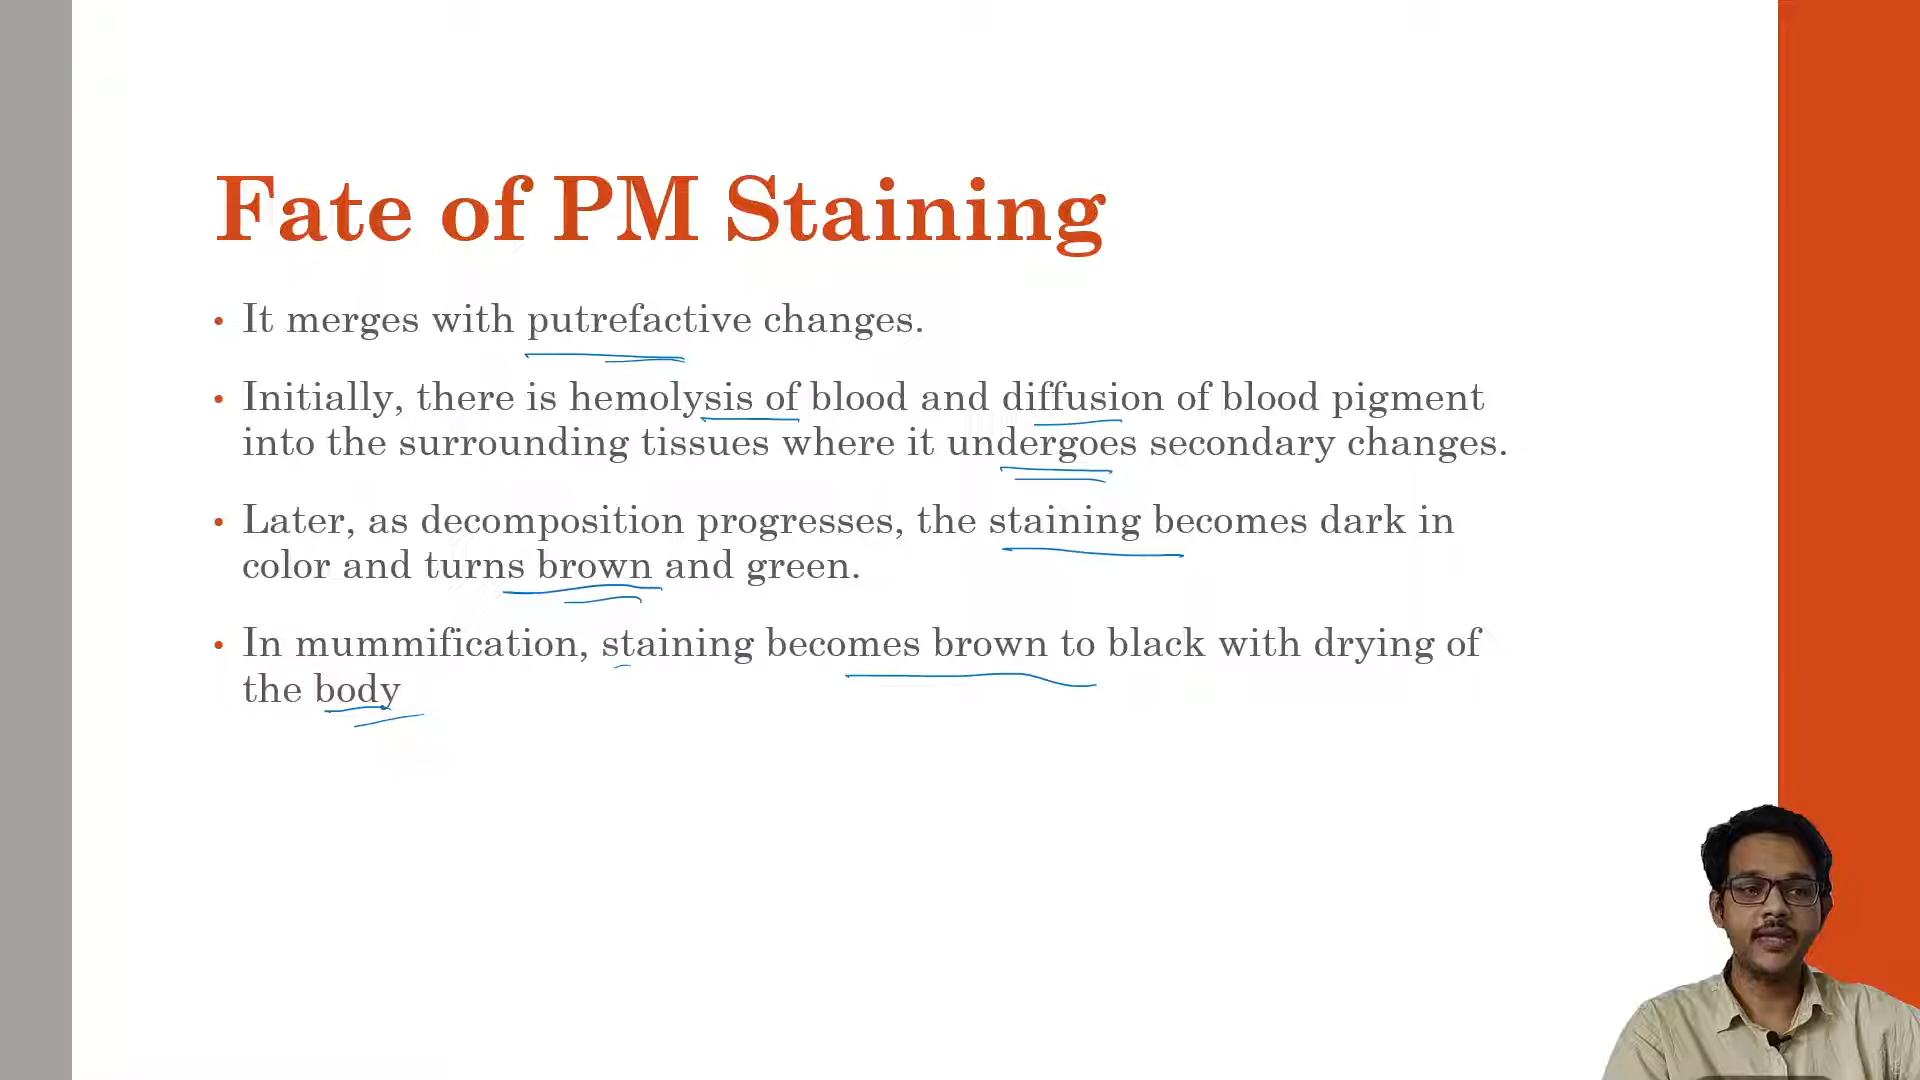 Fate of PM Staining
• It merges with putrefactive changes.
• Initially, there is hemolysis of blood and diffusion of blood pigment
into the surrounding tissues where it undergoes secondary changes.
• Later, as decomposition progresses, the staining becomes dark in
color and turns brown and green.
• In mummification, staining becomes brown to black with drying of
the body